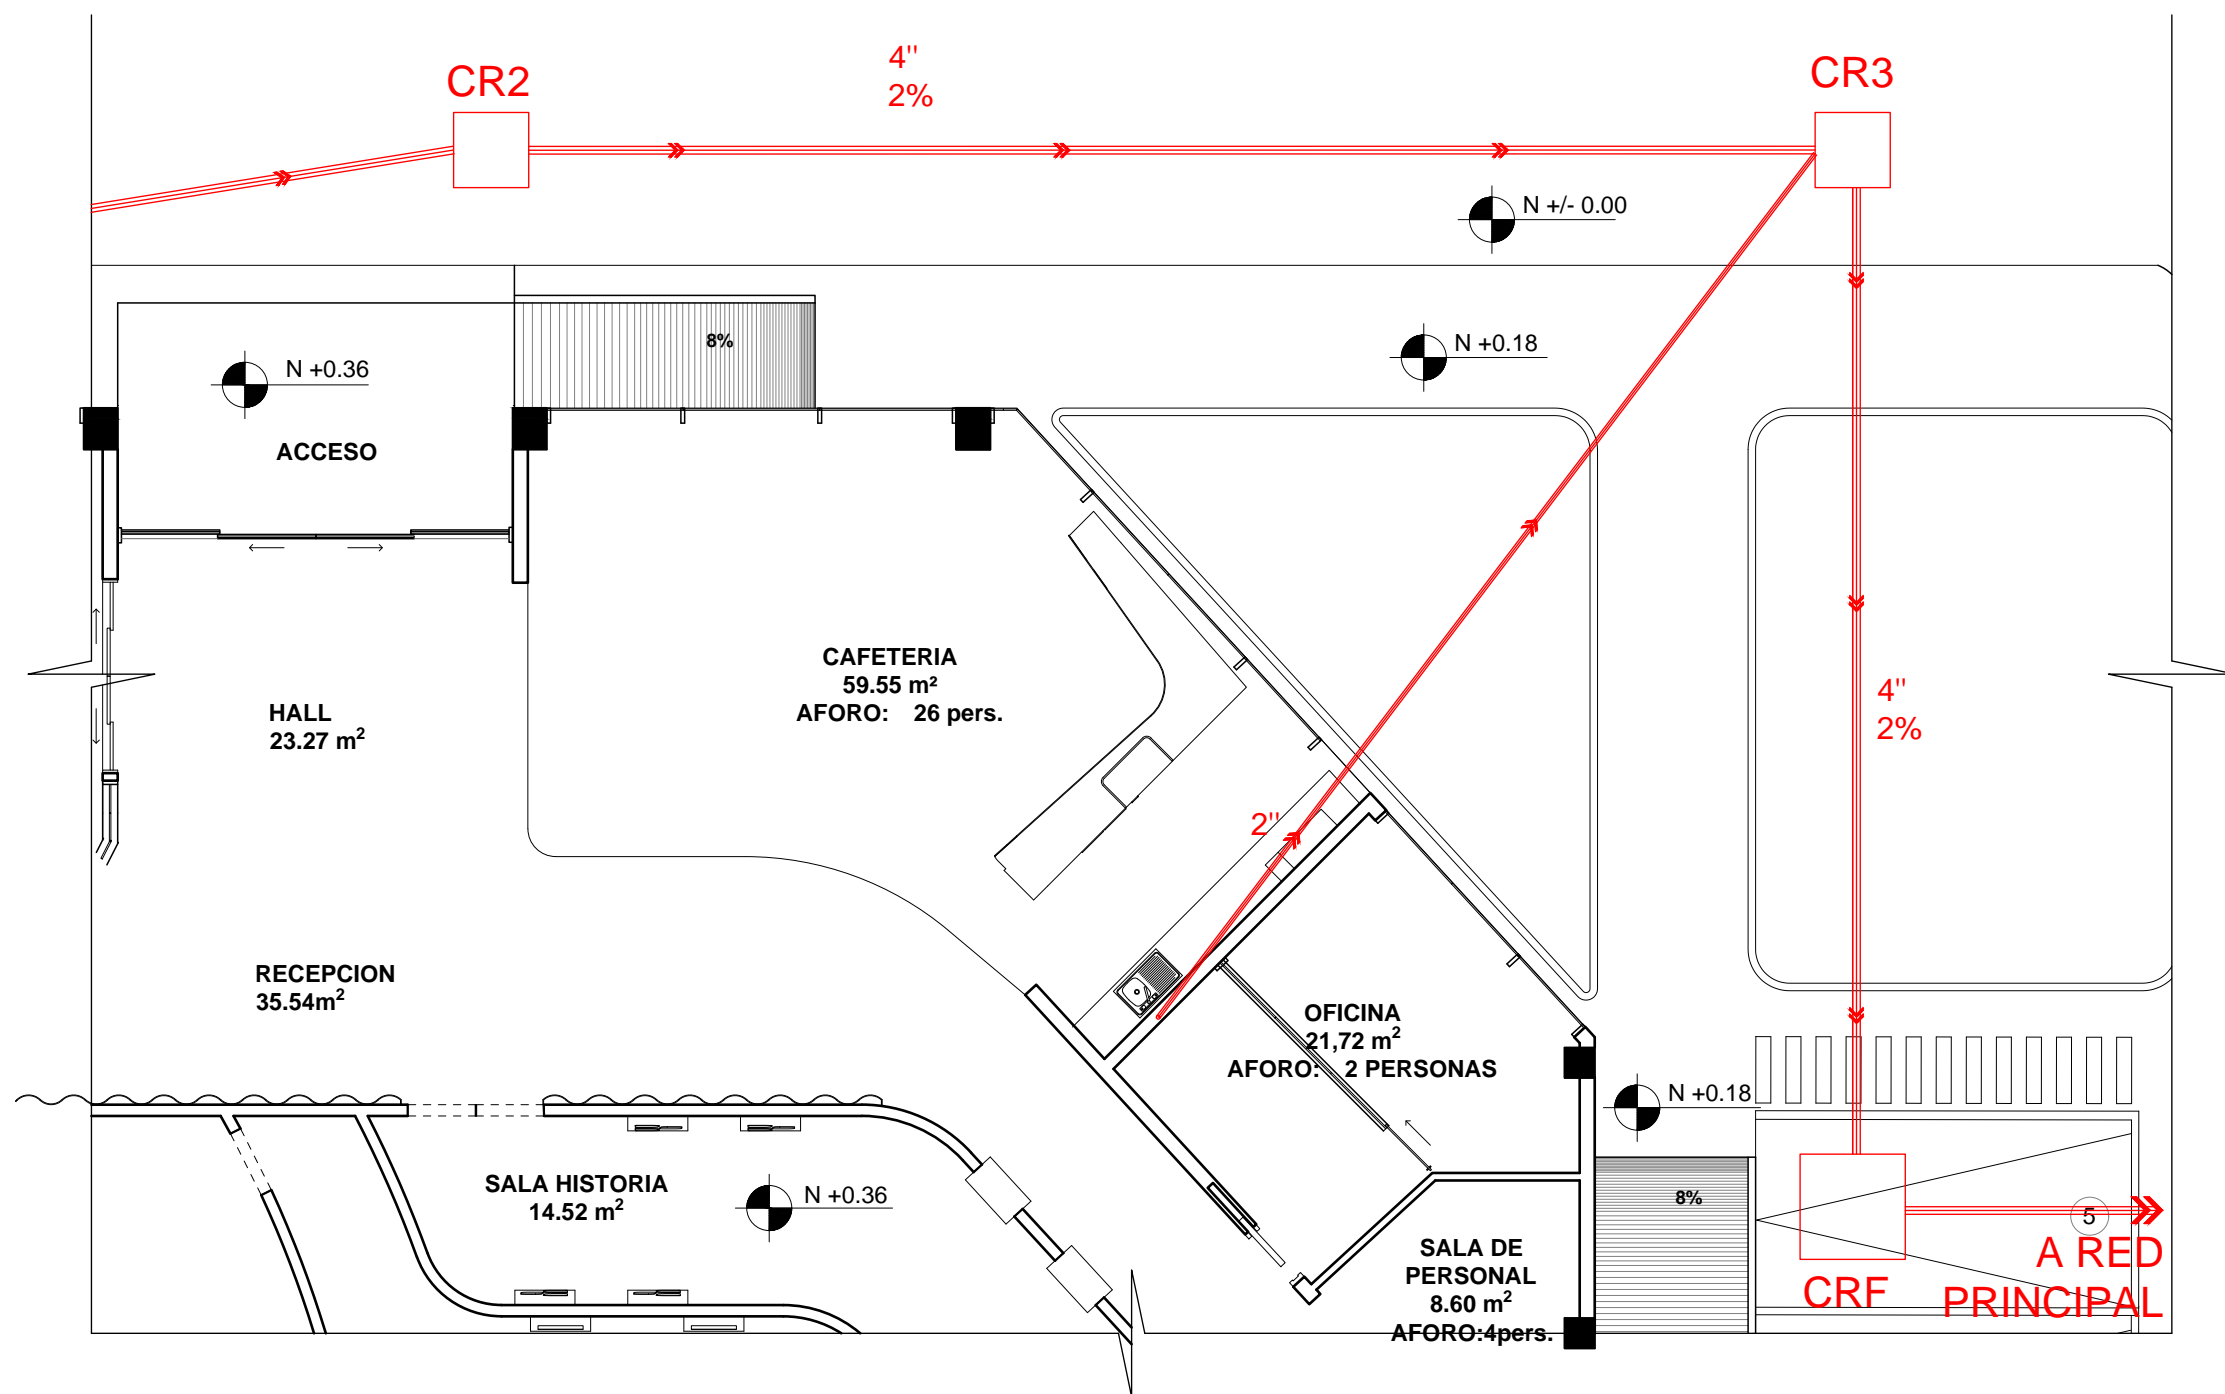 4"
2%
CR2
CR3
N +/- 0.00
8%
N +0.18
N +0.36
ACCESO
CAFETERIA
59.55 m²
AFORO: 26 pers.
HALL
23.27 m²
4"
2%
2"
RECEPCION
35.54m²
OFICINA
21,72 m²
AFORO: 2 PERSONAS
N +0.18
SALA HISTORIA
14.52 m²
N +0.36
8%
5
SALA DE
PERSONAL
8.60 m²
AFORO:4pers.
CRF
A RED
PRINCIPAL